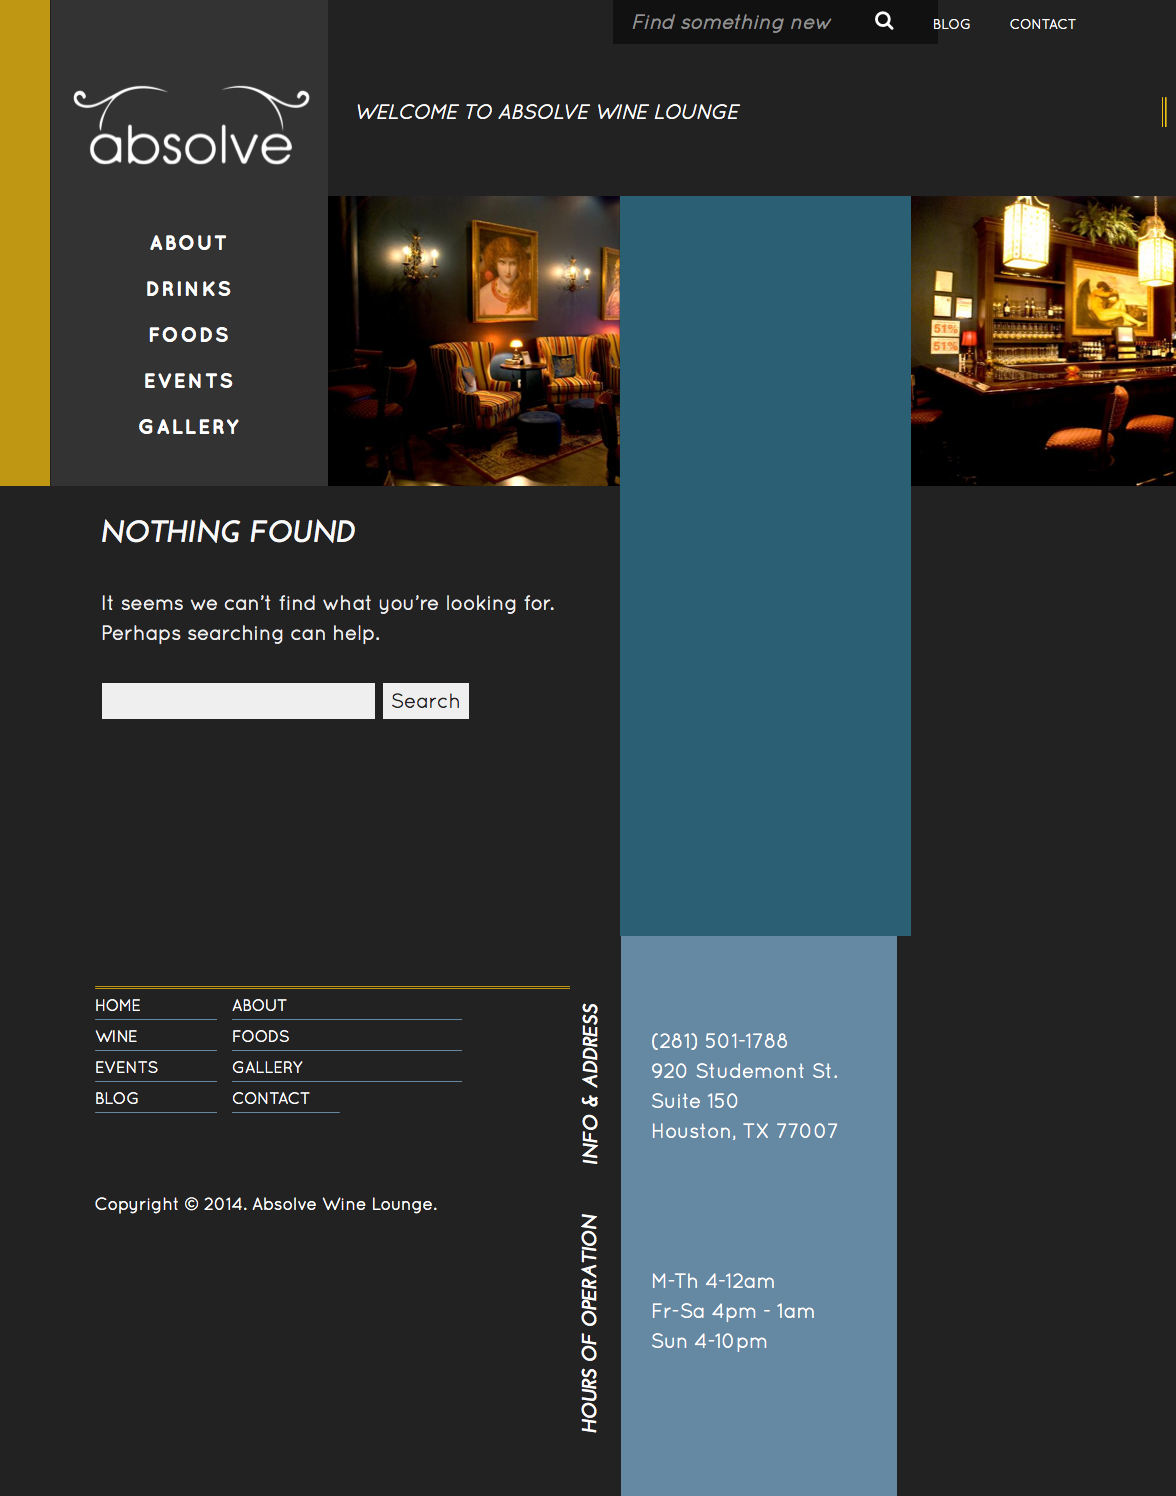 Find something new
BLOG
CONTACT
absolve
WELCOME TO ABSOLVE WINE LOUNGE
ABOUT
DRINKS
FOODS
EVENTS
GALLERY
51%
51%
NOTHING FOUND
It seems we can't find what you're looking for.
Perhaps searching can help.
Search
HOME
ABOUT
WINE
FOODS
EVENTS
GALLERY
BLOG
CONTACT
Copyright © 2014. Absolve Wine Lounge.
INFO & ADDRESS
(281) 501-1788
920 Studemont St.
Suite 150
Houston, TX 77007
HOURS OF OPERATION
M-Th 4-12am
Fr-Sa 4pm - 1am
Sun 4-10pm